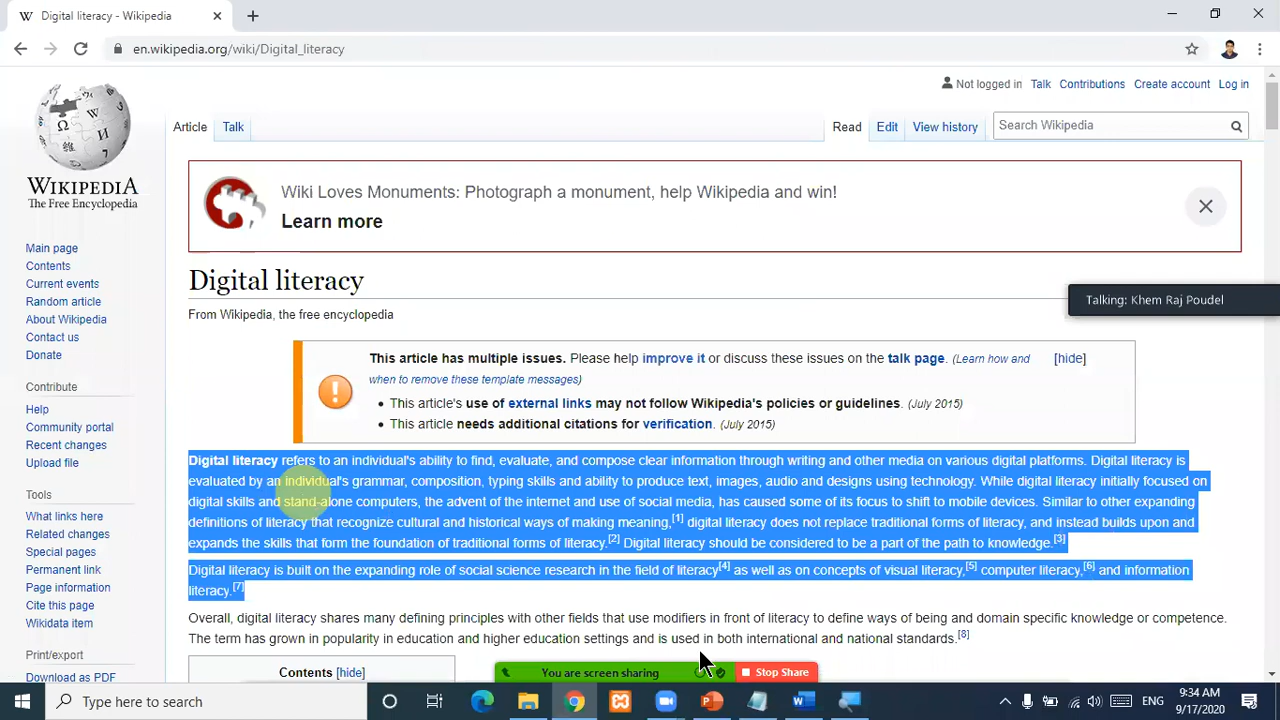 Digital literacy - Wikipedia
en.wikipedia.org/wiki/Digital_literacy
Not logged in Talk Contributions Create account Log in
Article Talk Read Edit View history Search Wikipedia
WIKIPEDIA
The Free Encyclopedia
Main page
Contents
Current events
Random article
About Wikipedia
Contact us
Donate
Contribute
Help
Community portal
Recent changes
Upload file
Tools
What links here
Related changes
Special pages
Permanent link
Page information
Cite this page
Wikidata item
Print/export
Download as PDF
Wiki Loves Monuments: Photograph a monument, help Wikipedia and win!
Learn more
Digital literacy
From Wikipedia, the free encyclopedia
Talking: Khem Raj Poudel
This article has multiple issues. Please help improve it or discuss these issues on the talk page. (Learn how and [hide]
when to remove these template messages)
• This article's use of external links may not follow Wikipedia's policies or guidelines. (July 2015)
• This article needs additional citations for verification. (July 2015)
Digital literacy refers to an individual's ability to find, evaluate, and compose clear information through writing and other media on various digital platforms. Digital literacy is
evaluated by an individual's grammar, composition, typing skills and ability to produce text, images, audio and designs using technology. While digital literacy initially focused on
digital skills and stand-alone computers, the advent of the internet and use of social media, has caused some of its focus to shift to mobile devices. Similar to other expanding
definitions of literacy that recognize cultural and historical ways of making meaning,[1] digital literacy does not replace traditional forms of literacy, and instead builds upon and
expands the skills that form the foundation of traditional forms of literacy.[2] Digital literacy should be considered to be a part of the path to knowledge.[3]
Digital literacy is built on the expanding role of social science research in the field of literacy[4] as well as on concepts of visual literacy,[5] computer literacy,[6] and information
literacy.[7]
Overall, digital literacy shares many defining principles with other fields that use modifiers in front of literacy to define ways of being and domain specific knowledge or competence.
The term has grown in popularity in education and higher education settings and is used in both international and national standards.[8]
Contents [hide]
You are screen sharing Stop Share
Type here to search
ENG
9:34 AM
9/17/2020